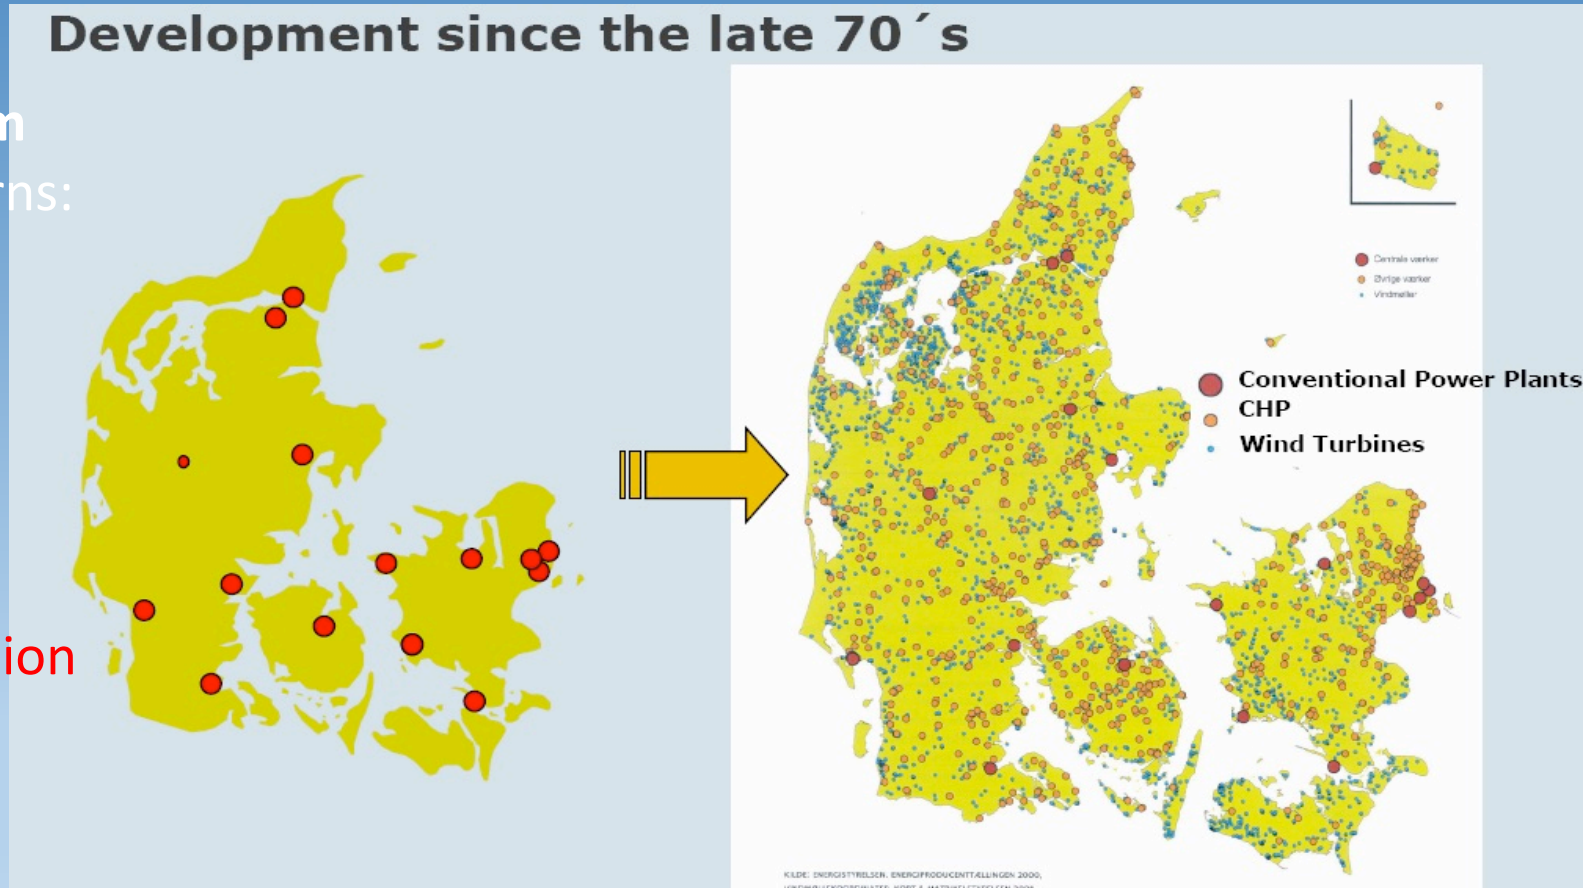 Development since the late 70´s
m
rns:
ion
Centrale værker
Øvrige værker
Vindmøller
Conventional Power Plants
CHP
Wind Turbines
KILDE: ENERGISTYRELSEN. ENERGIPRODUCENTTÆLLINGEN 2000,